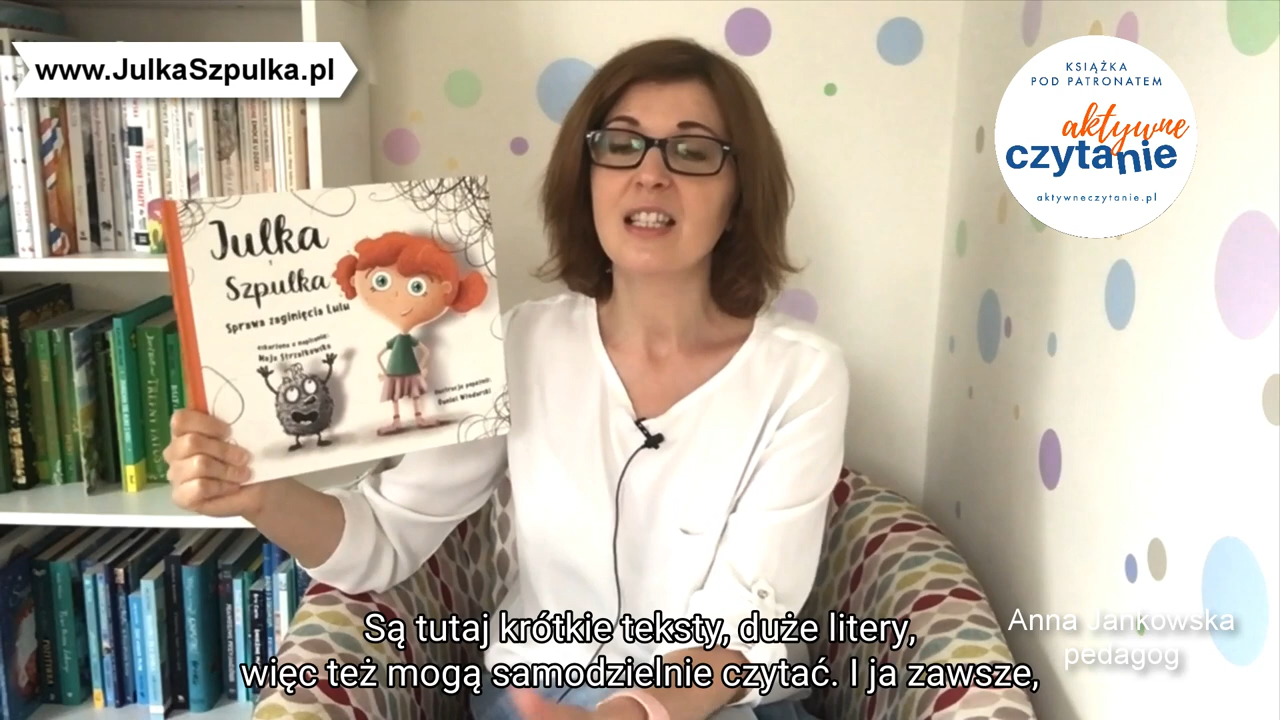 www.JulkaSzpulka.pl
KSIĄŻKA
POD PATRONATEM
aktywne
czytanie
aktywneczytanie.pl
Julka
i
Szpulka
Sprawa zaginięcia Lulu
Maja Strzałkowska
Daniel Włodarski
Są tutaj krótkie teksty, duże litery,
więc też mogą samodzielnie czytać. I ja zawsze,
Anna Jankowska
pedagog